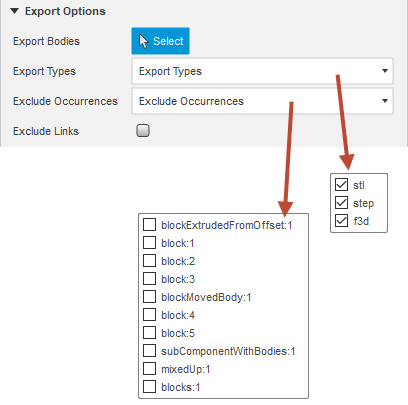 Export Options
Export Bodies Select
Export Types Export Types
Exclude Occurrences Exclude Occurrences
Exclude Links
stl
step
f3d
blockExtrudedFromOffset:1
block:1
block:2
block:3
blockMovedBody:1
block:4
block:5
subComponentWithBodies:1
mixedUp:1
blocks:1